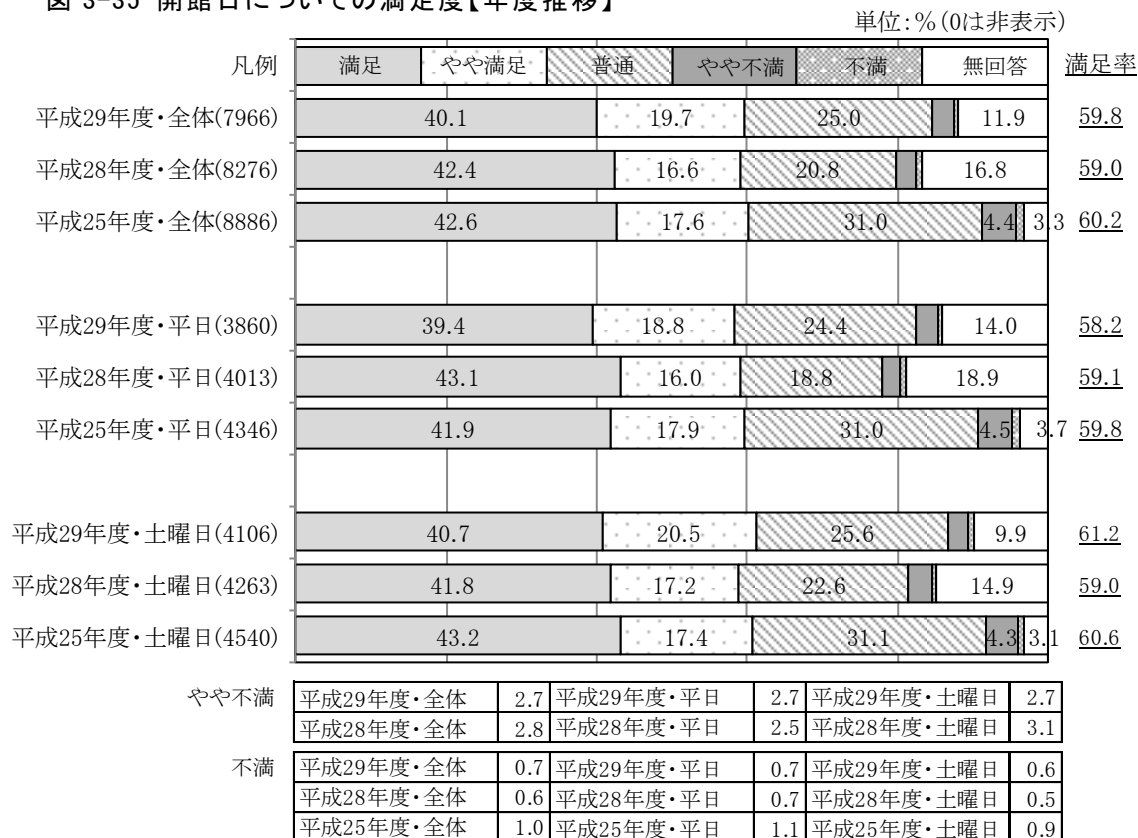 図 3-35 開館日についての満足度【年度推移】
単位:%(0は非表示)
凡例 満足 やや満足 普通 やや不満 不満 無回答 満足率
平成29年度・全体(7966) 40.1 19.7 25.0 11.9 59.8
平成28年度・全体(8276) 42.4 16.6 20.8 16.8 59.0
平成25年度・全体(8886) 42.6 17.6 31.0 4.4 3.3 60.2
平成29年度・平日(3860) 39.4 18.8 24.4 14.0 58.2
平成28年度・平日(4013) 43.1 16.0 18.8 18.9 59.1
平成25年度・平日(4346) 41.9 17.9 31.0 4.5 3.7 59.8
平成29年度・土曜日(4106) 40.7 20.5 25.6 9.9 61.2
平成28年度・土曜日(4263) 41.8 17.2 22.6 14.9 59.0
平成25年度・土曜日(4540) 43.2 17.4 31.1 4.3 3.1 60.6
やや不満 平成29年度・全体 2.7 平成29年度・平日 2.7 平成29年度・土曜日 2.7
平成28年度・全体 2.8 平成28年度・平日 2.5 平成28年度・土曜日 3.1
不満 平成29年度・全体 0.7 平成29年度・平日 0.7 平成29年度・土曜日 0.6
平成28年度・全体 0.6 平成28年度・平日 0.7 平成28年度・土曜日 0.5
平成25年度・全体 1.0 平成25年度・平日 1.1 平成25年度・土曜日 0.9